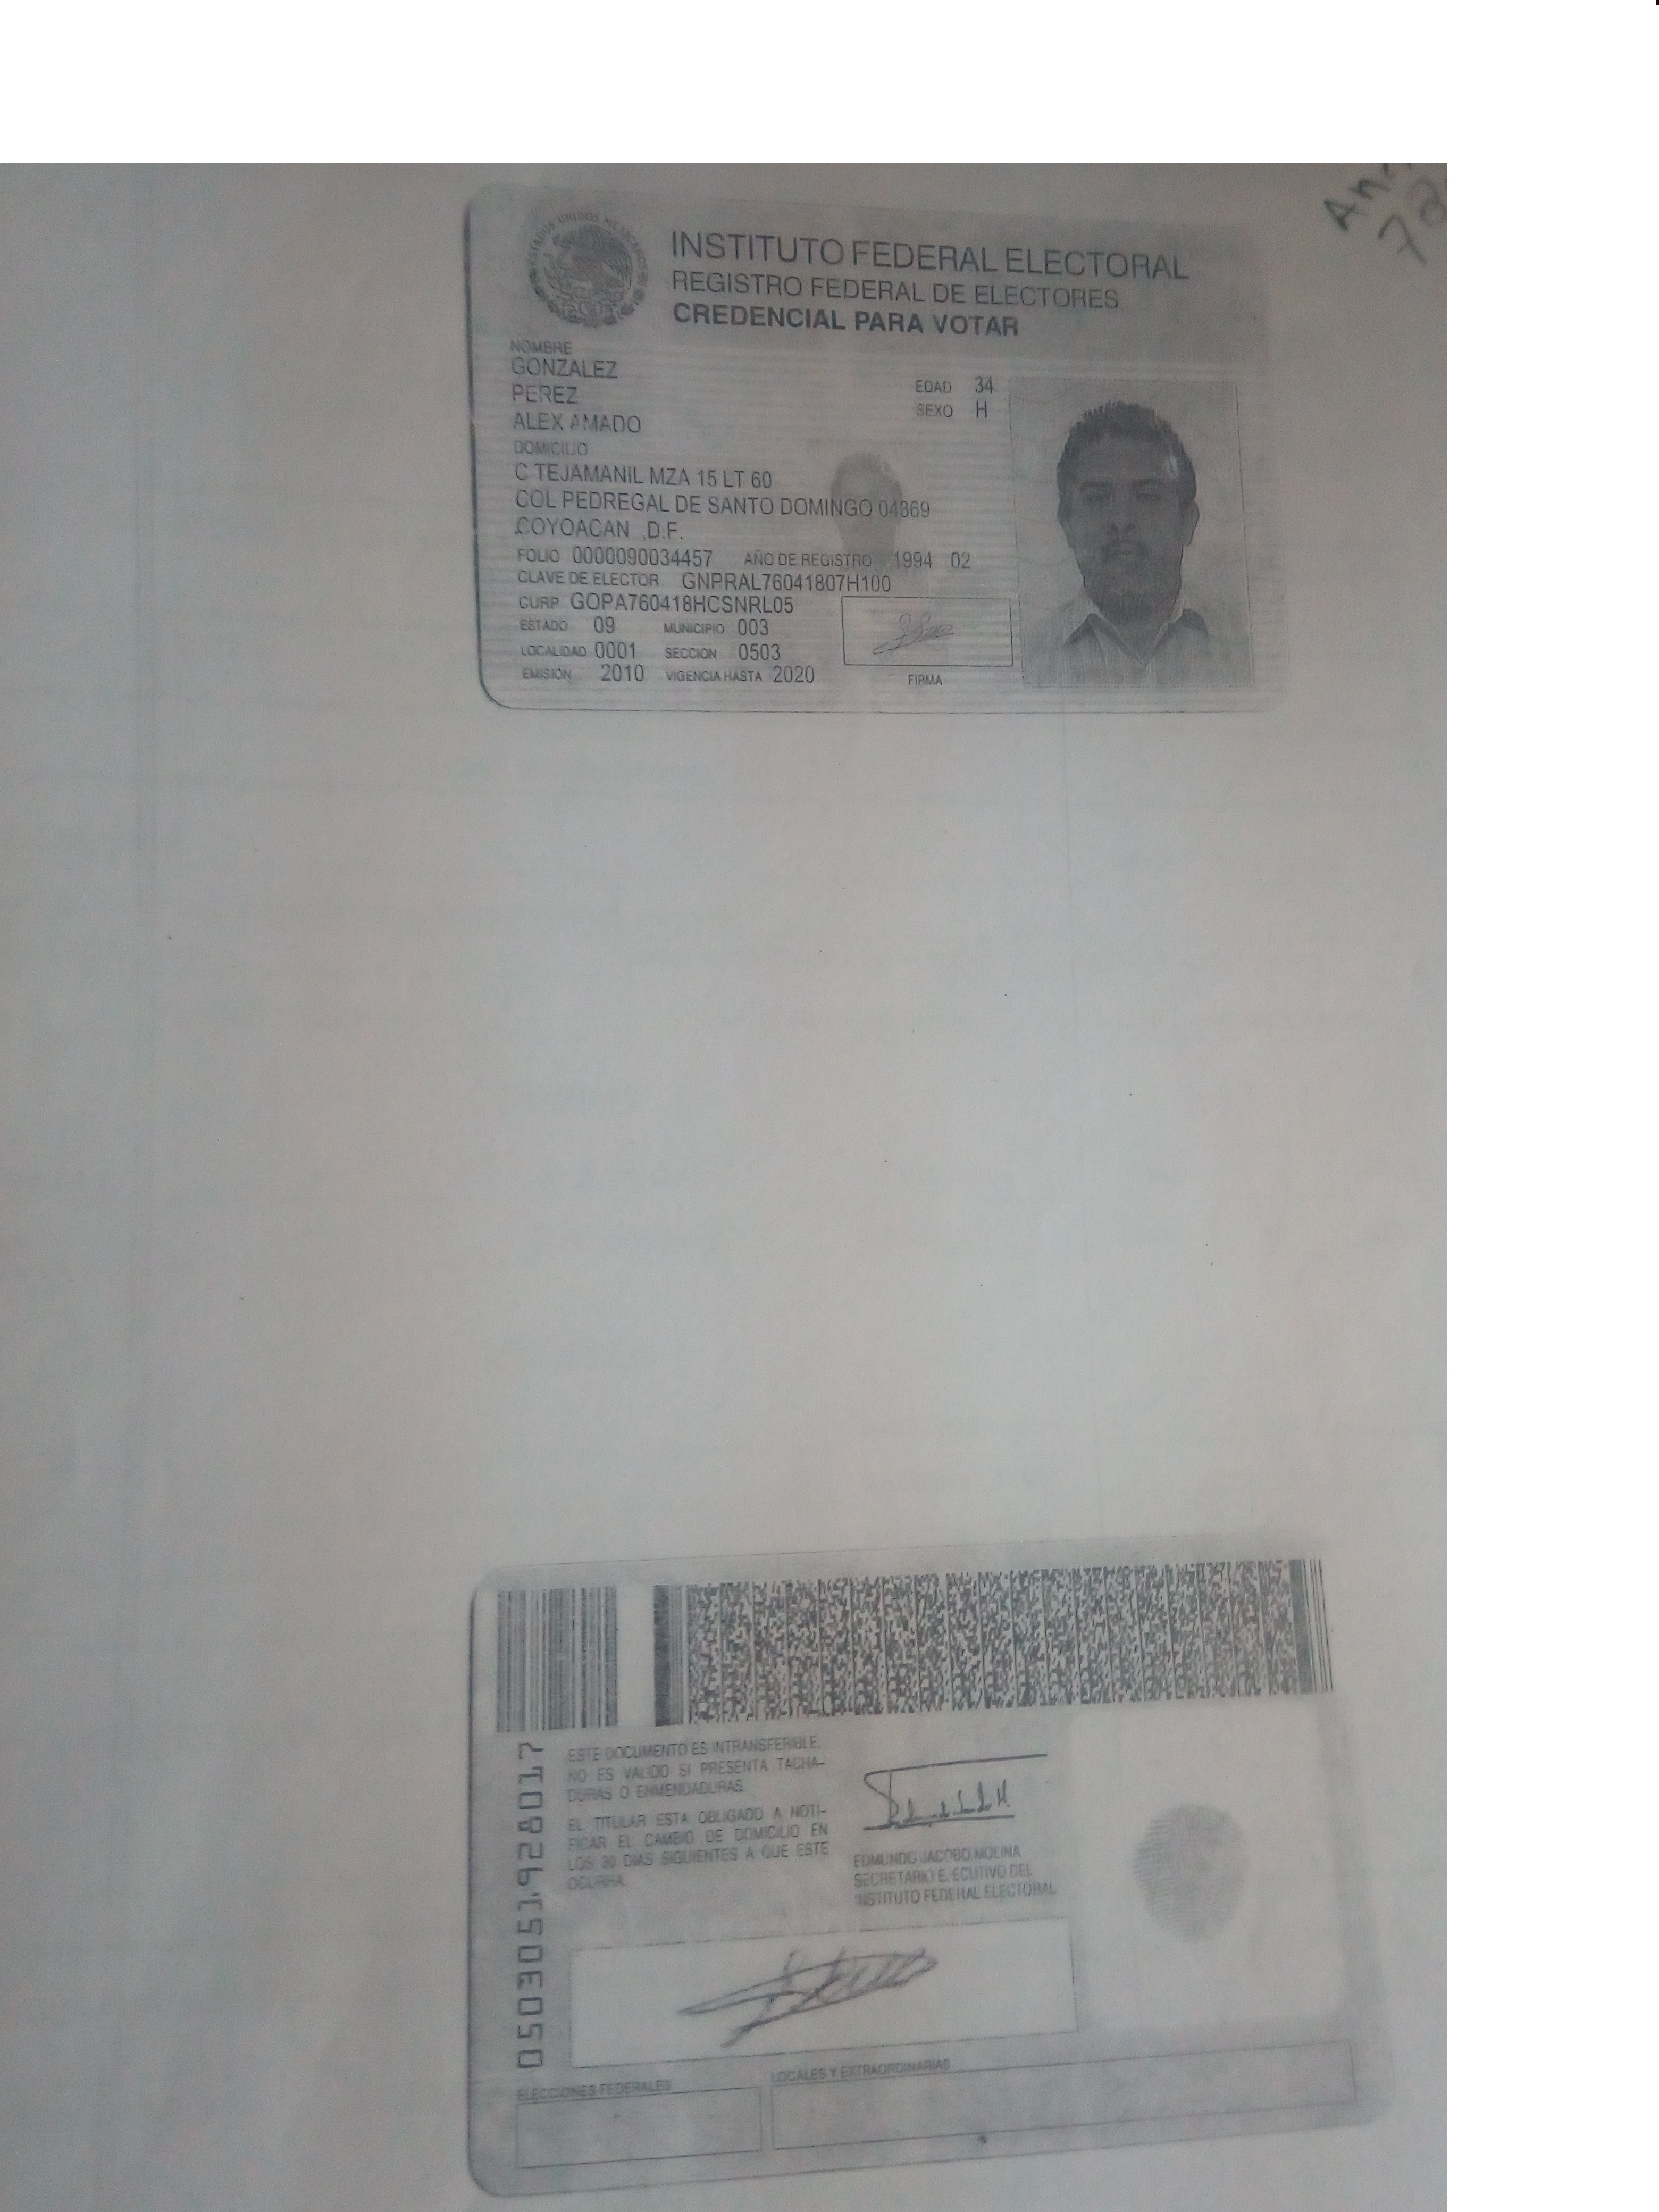 ESTADOS UNIDOS MEXICANOS
INSTITUTO FEDERAL ELECTORAL
REGISTRO FEDERAL DE ELECTORES
CREDENCIAL PARA VOTAR
NOMBRE
GONZALEZ
PEREZ
ALEX AMADO
EDAD 34
SEXO H
DOMICILIO
C TEJAMANIL MZA 15 LT 60
COL PEDREGAL DE SANTO DOMINGO 04369
COYOACAN ,D.F.
FOLIO 0000090034457 AÑO DE REGISTRO 1994 02
CLAVE DE ELECTOR GNPRAL76041807H100
CURP GOPA760418HCSNRL05
ESTADO 09 MUNICIPIO 003
LOCALIDAD 0001 SECCION 0503
EMISIÓN 2010 VIGENCIA HASTA 2020
FIRMA
0503051928017
ESTE DOCUMENTO ES INTRANSFERIBLE,
NO ES VALIDO SI PRESENTA TACHA-
DURAS O ENMENDADURAS.
EL TITULAR ESTA OBLIGADO A NOTI-
FICAR EL CAMBIO DE DOMICILIO EN
LOS 30 DIAS SIGUIENTES A QUE ESTE
OCURRA.
EDMUNDO JACOBO MOLINA
SECRETARIO EJECUTIVO DEL
INSTITUTO FEDERAL ELECTORAL
ELECCIONES FEDERALES
LOCALES Y EXTRAORDINARIAS